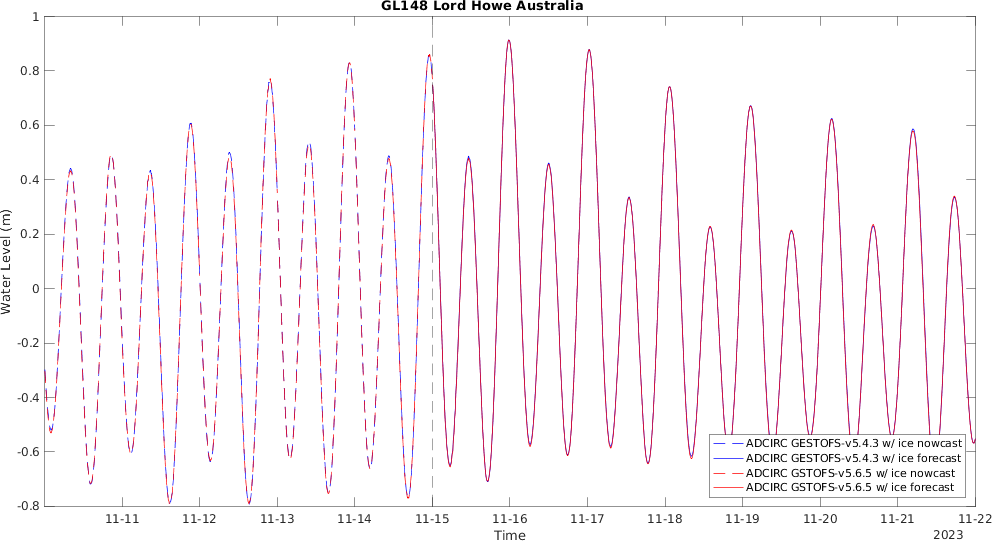 GL148 Lord Howe Australia
1
0.8
0.6
0.4
0.2
0
-0.2
-0.4
-0.6
-0.8
Water Level (m)
ADCIRC GESTOFS-v5.4.3 w/ ice nowcast
ADCIRC GESTOFS-v5.4.3 w/ ice forecast
ADCIRC GSTOFS-v5.6.5 w/ ice nowcast
ADCIRC GSTOFS-v5.6.5 w/ ice forecast
11-11 11-12 11-13 11-14 11-15 11-16 11-17 11-18 11-19 11-20 11-21 11-22
Time
2023